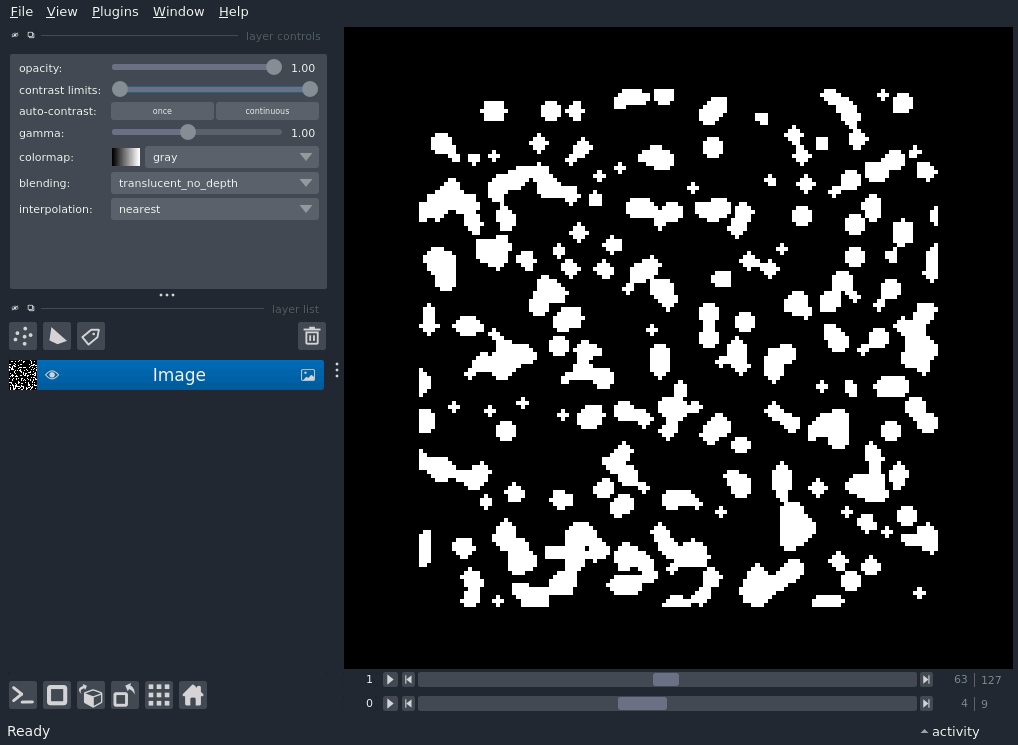 File View Plugins Window Help
layer controls
opacity: 1.00
contrast limits:
auto-contrast: once continuous
gamma: 1.00
colormap: gray
blending: translucent_no_depth
interpolation: nearest
layer list
Image
1 63 127
0 4 9
Ready activity